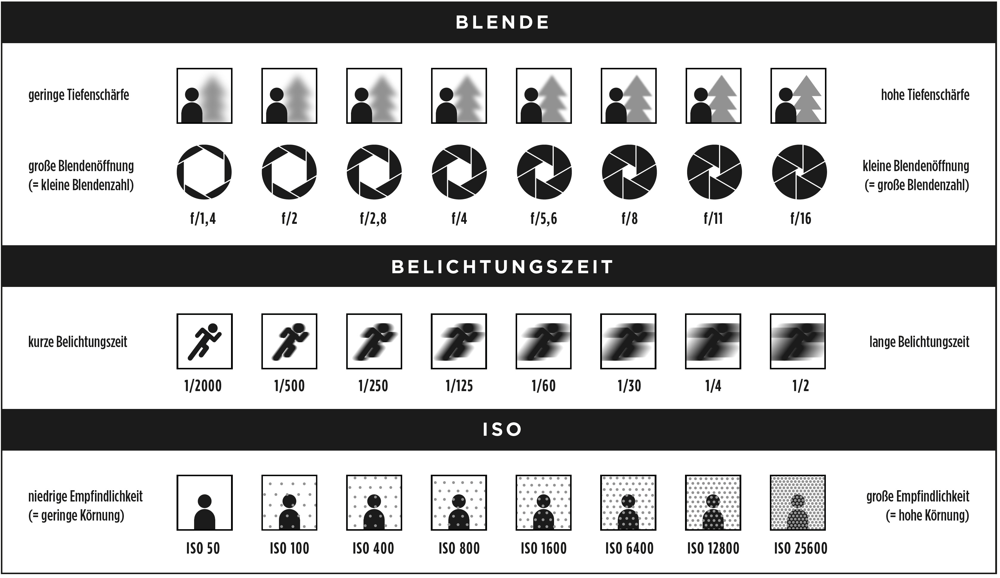 BLENDE
geringe Tiefenschärfe
hohe Tiefenschärfe
große Blendenöffnung
(= kleine Blendenzahl)
kleine Blendenöffnung
(= große Blendenzahl)
f/1,4 f/2 f/2,8 f/4 f/5,6 f/8 f/11 f/16
BELICHTUNGSZEIT
kurze Belichtungszeit
lange Belichtungszeit
1/2000 1/500 1/250 1/125 1/60 1/30 1/4 1/2
ISO
niedrige Empfindlichkeit
(= geringe Körnung)
große Empfindlichkeit
(= hohe Körnung)
ISO 50 ISO 100 ISO 400 ISO 800 ISO 1600 ISO 6400 ISO 12800 ISO 25600